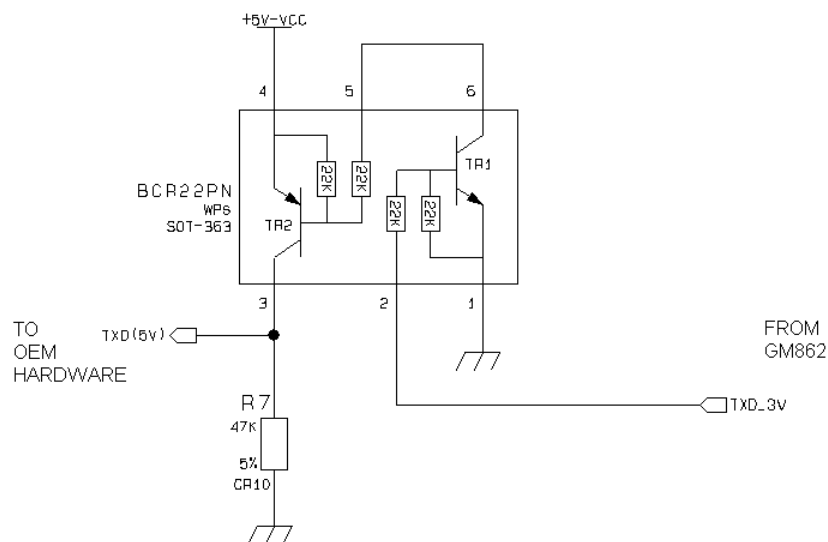 +5V-VCC
4 5 6
22K 22K TR1
BCR22PN
WPs
SOT-363
TR2 22K 22K
3 2 1
TO
OEM
HARDWARE
TXD(5V)
FROM
GM862
R7
47K
5%
CR10
TXD_3V